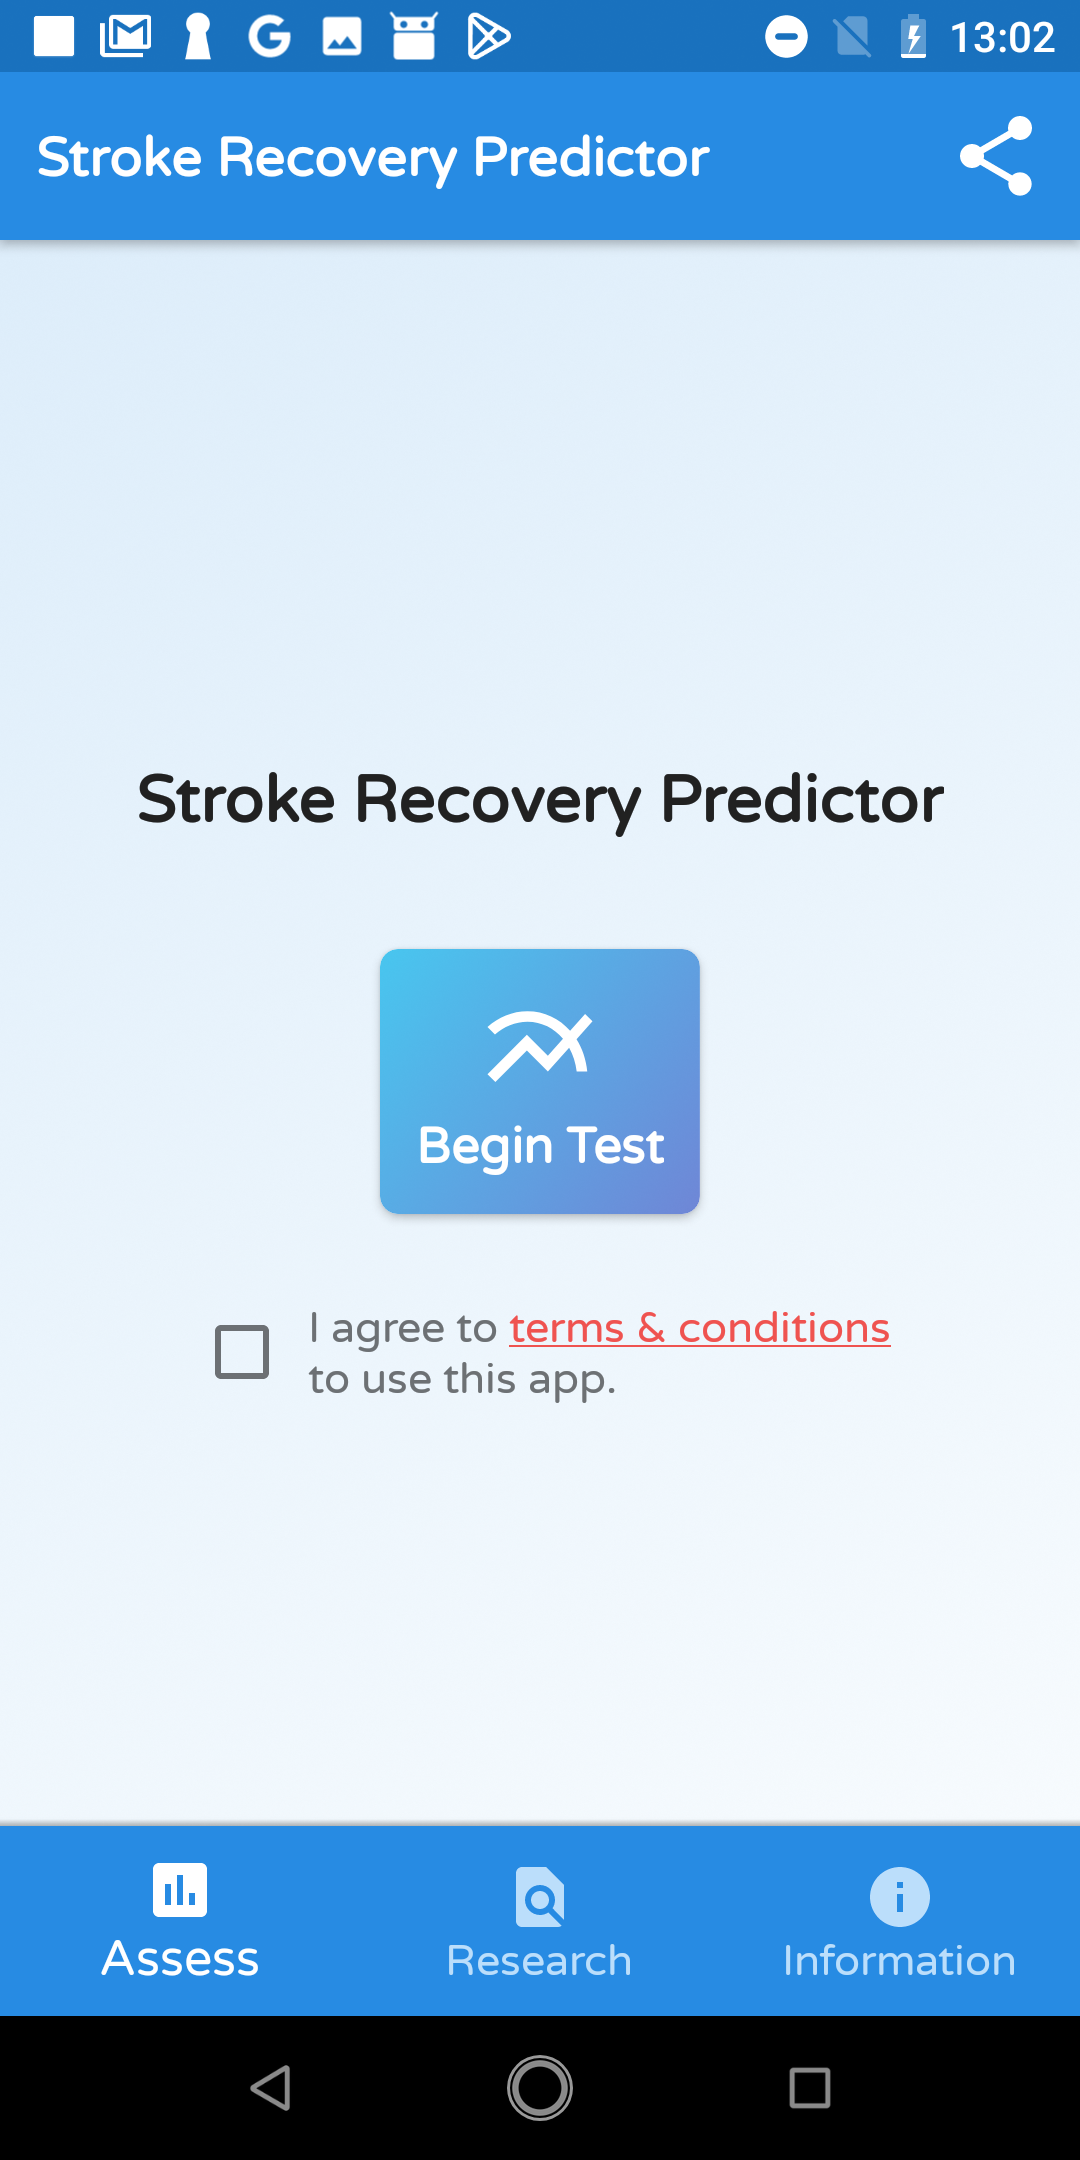 13:02
Stroke Recovery Predictor
Stroke Recovery Predictor
Begin Test
I agree to terms & conditions
to use this app.
Assess
Research
Information